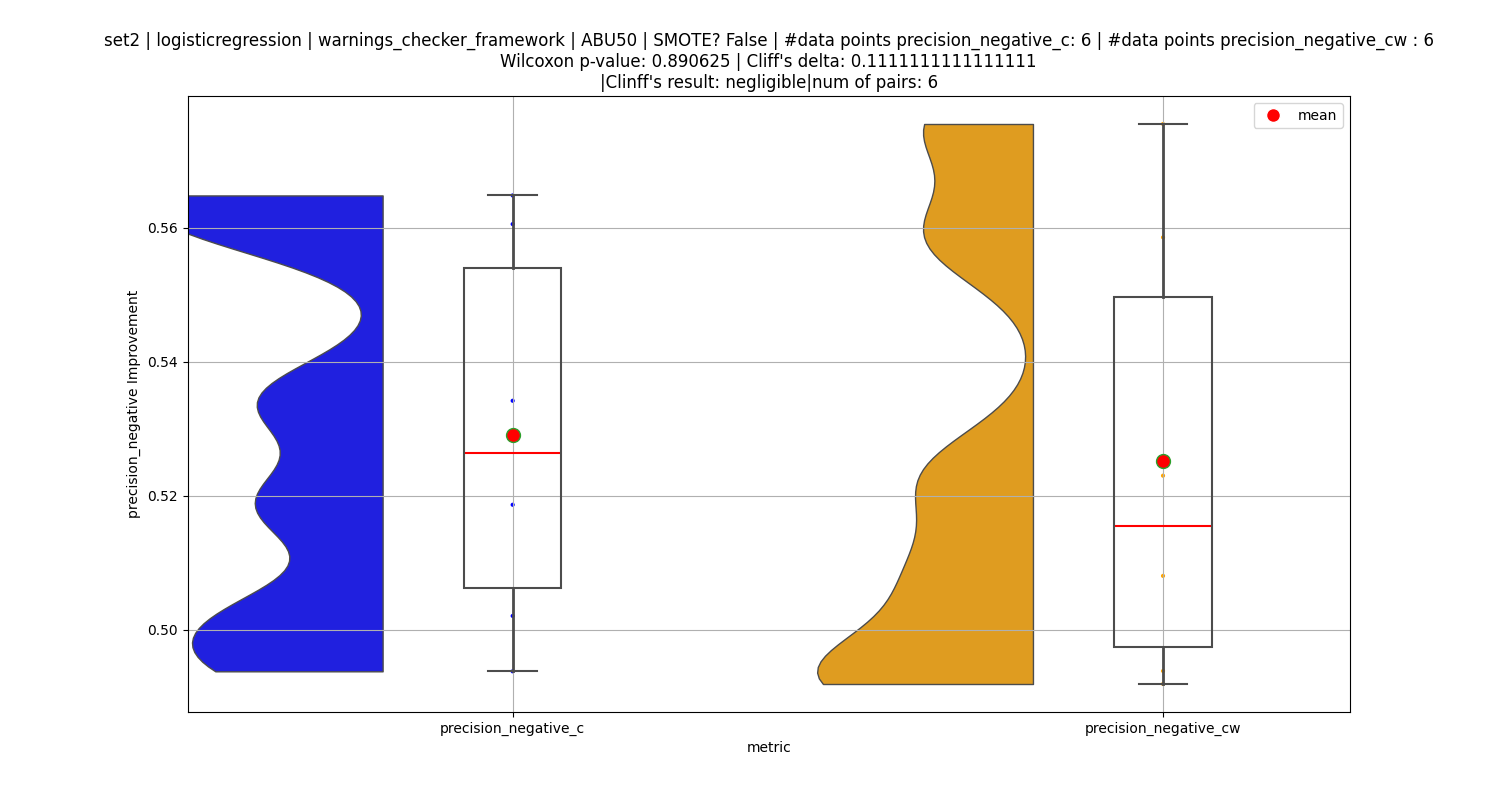 set2 | logisticregression | warnings_checker_framework | ABU50 | SMOTE? False | #data points precision_negative_c: 6 | #data points precision_negative_cw : 6
Wilcoxon p-value: 0.890625 | Cliff's delta: 0.1111111111111111
|Clinff's result: negligible|num of pairs: 6
mean
0.56
0.54
0.52
0.50
precision_negative Improvement
precision_negative_c
precision_negative_cw
metric